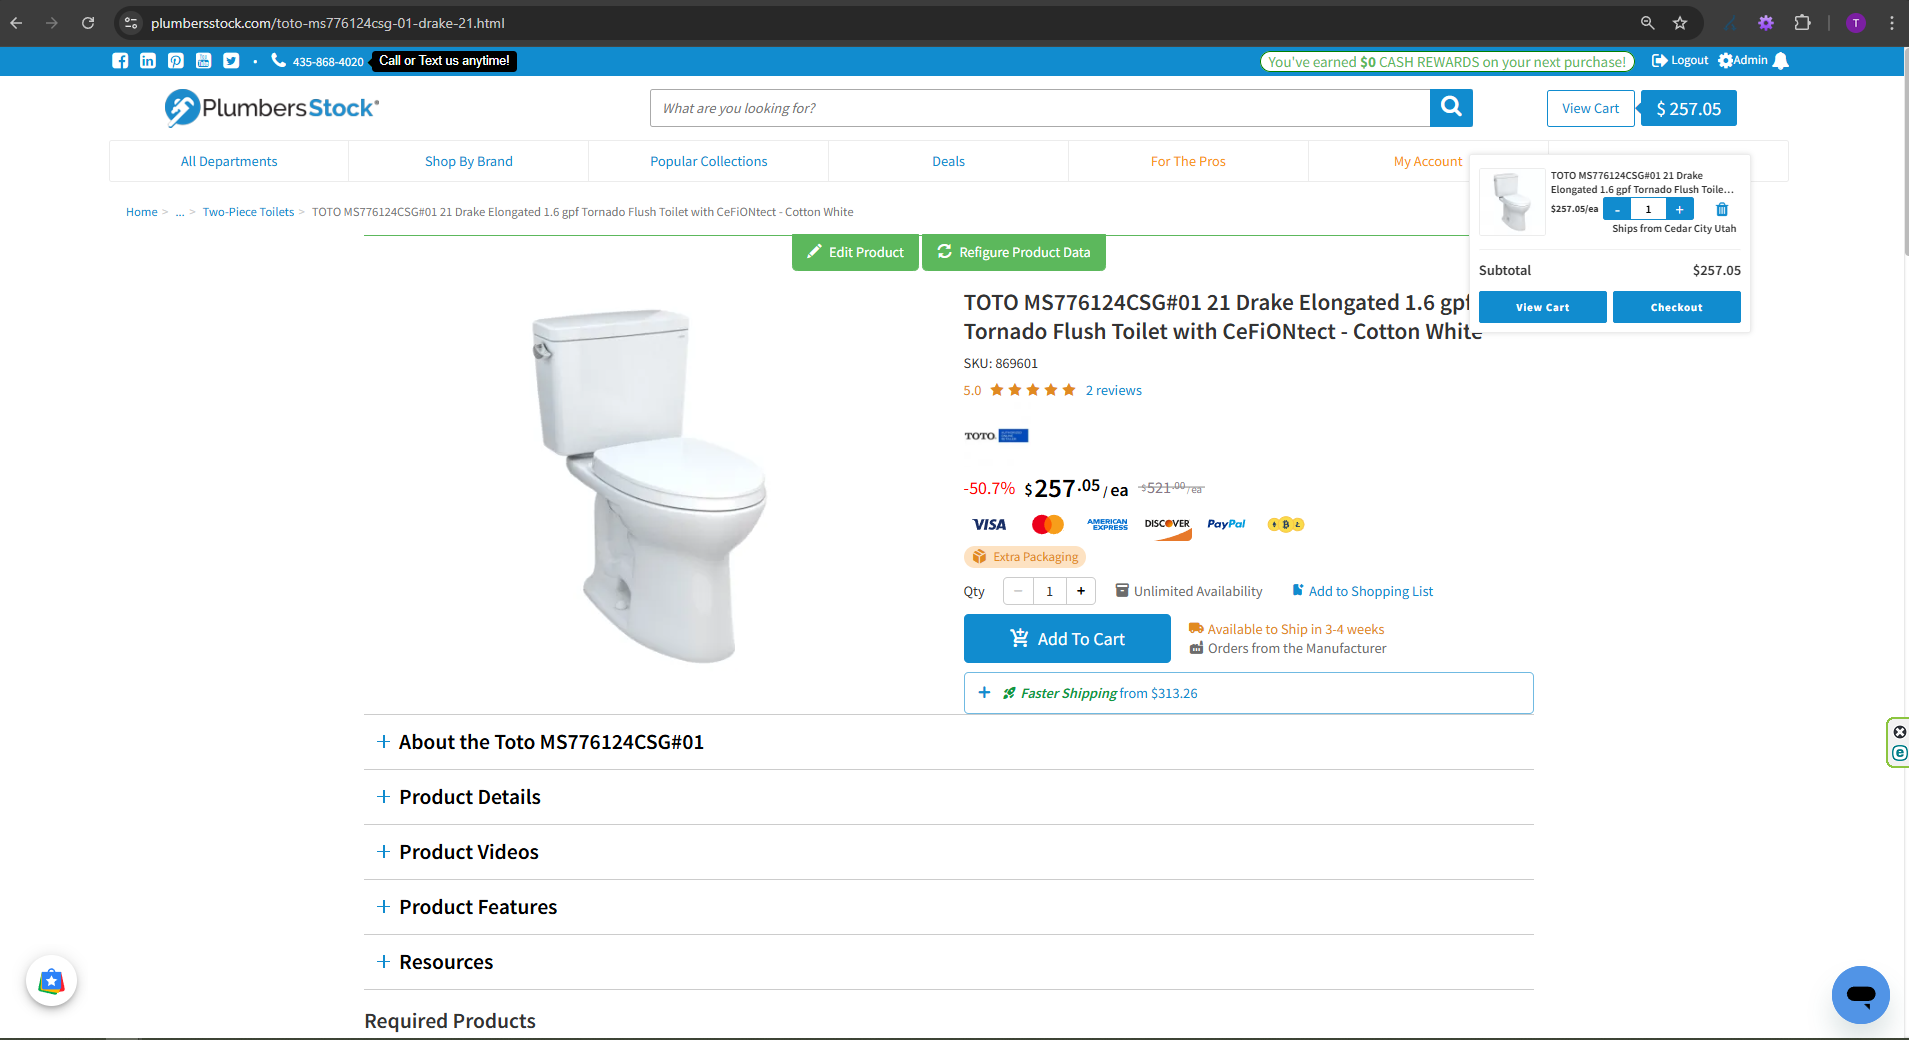 plumbersstock.com/toto-ms776124csg-01-drake-21.html
T
435-868-4020
Call or Text us anytime!
You've earned $0 CASH REWARDS on your next purchase!
Logout
Admin
PlumbersStock
What are you looking for?
View Cart
$ 257.05
All Departments
Shop By Brand
Popular Collections
Deals
For The Pros
My Account
TOTO MS776124CSG#01 21 Drake
Elongated 1.6 gpf Tornado Flush Toile...
$257.05/ea
- 1 +
Ships from Cedar City Utah
Subtotal
$257.05
View Cart
Checkout
Home > ... > Two-Piece Toilets > TOTO MS776124CSG#01 21 Drake Elongated 1.6 gpf Tornado Flush Toilet with CeFiONtect - Cotton White
Edit Product
Refigure Product Data
TOTO MS776124CSG#01 21 Drake Elongated 1.6 gpf
Tornado Flush Toilet with CeFiONtect - Cotton White
SKU: 869601
5.0
2 reviews
TOTO
-50.7% $257.05/ea $521.00/ea
VISA
AMERICAN EXPRESS
DISCOVER
PayPal
Extra Packaging
Qty
− 1 +
Unlimited Availability
Add to Shopping List
Add To Cart
Available to Ship in 3-4 weeks
Orders from the Manufacturer
+ Faster Shipping from $313.26
+ About the Toto MS776124CSG#01
+ Product Details
+ Product Videos
+ Product Features
+ Resources
Required Products